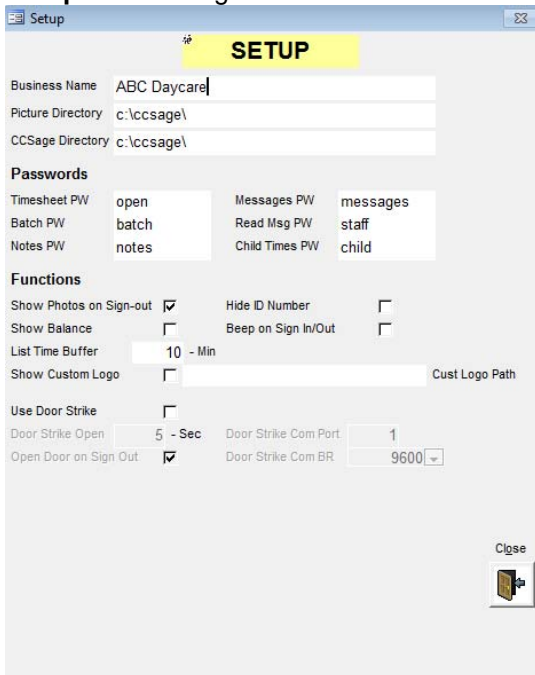 Setup
SETUP
Business Name ABC Daycare
Picture Directory c:\ccsage\
CCSage Directory c:\ccsage\
Passwords
Timesheet PW open Messages PW messages
Batch PW batch Read Msg PW staff
Notes PW notes Child Times PW child
Functions
Show Photos on Sign-out Hide ID Number
Show Balance Beep on Sign In/Out
List Time Buffer 10 - Min
Show Custom Logo Cust Logo Path
Use Door Strike
Door Strike Open 5 - Sec Door Strike Com Port 1
Open Door on Sign Out Door Strike Com BR 9600
Close